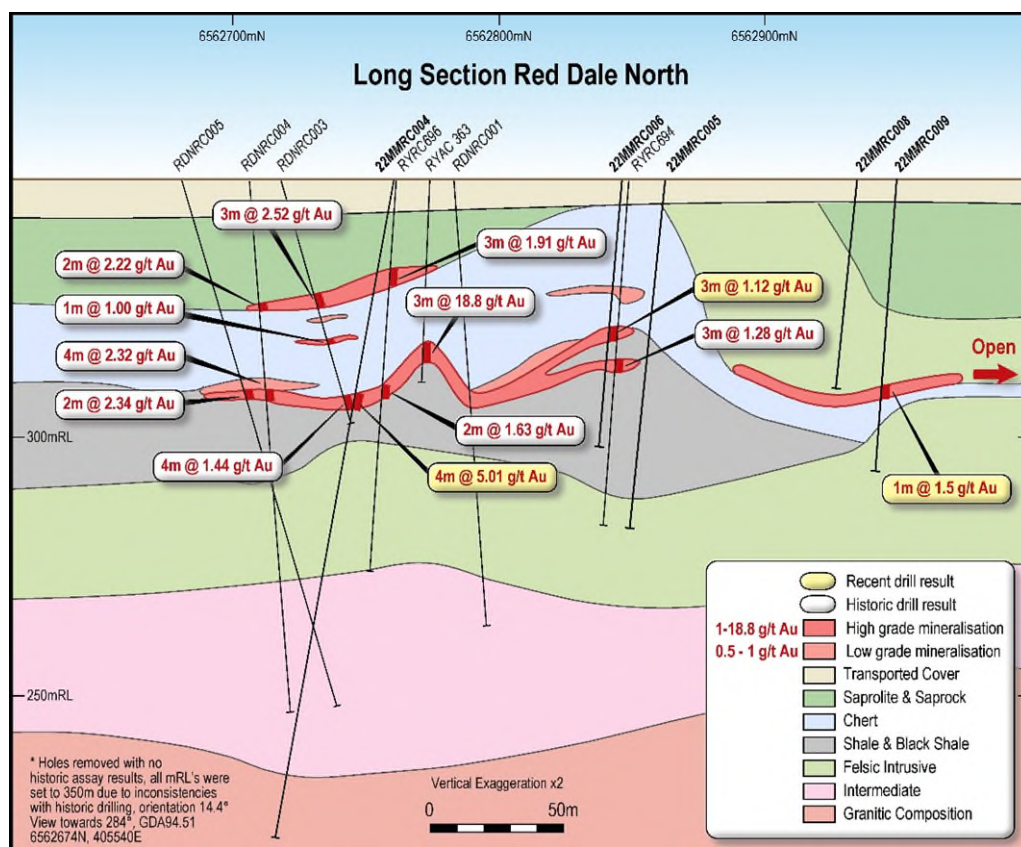 6562700mN
6562800mN
6562900mN
Long Section Red Dale North
RDNRC005
RDNRC004
RDNRC003
22MMRC004
RYRC696
RYAC 363
RDNRC001
22MMRC006
RYRC694
22MMRC005
22MMRC008
22MMRC009
3m @ 2.52 g/t Au
3m @ 1.91 g/t Au
2m @ 2.22 g/t Au
3m @ 1.12 g/t Au
1m @ 1.00 g/t Au
3m @ 18.8 g/t Au
3m @ 1.28 g/t Au
4m @ 2.32 g/t Au
Open
2m @ 2.34 g/t Au
2m @ 1.63 g/t Au
300mRL
4m @ 1.44 g/t Au
4m @ 5.01 g/t Au
1m @ 1.5 g/t Au
Recent drill result
Historic drill result
1-18.8 g/t Au High grade mineralisation
0.5 - 1 g/t Au Low grade mineralisation
Transported Cover
Saprolite & Saprock
Chert
Shale & Black Shale
Felsic Intrusive
Intermediate
Granitic Composition
250mRL
* Holes removed with no
historic assay results, all mRL's were
set to 350m due to inconsistencies
with historic drilling, orientation 14.4°
View towards 284°, GDA94.51
6562674N, 405540E
Vertical Exaggeration x2
0 50m